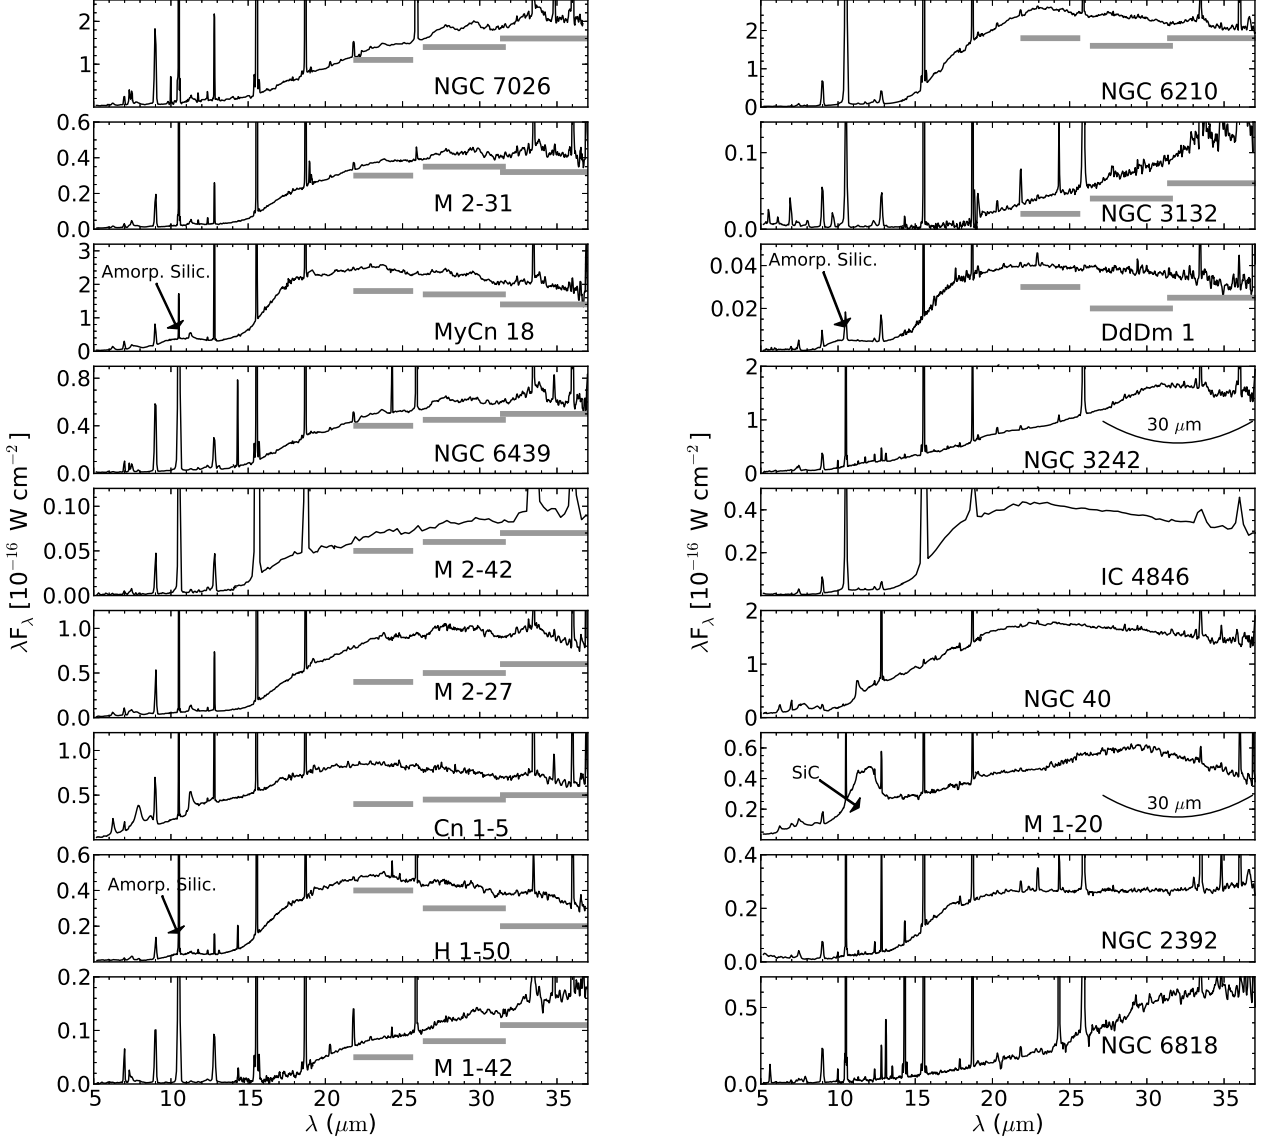 2
1
NGC 7026
0.6
0.4
0.2
0.0
M 2-31
3
2
1
0
Amorp. Silic.
MyCn 18
0.8
0.4
0.0
NGC 6439
0.10
0.05
0.00
M 2-42
1.0
0.5
0.0
M 2-27
1.0
0.5
Cn 1-5
0.6
0.4
0.2
Amorp. Silic.
H 1-50
0.2
0.1
0.0
M 1-42
5 10 15 20 25 30 35
λ (μm)
λFλ [10−16 W cm−2]
2
1
0
NGC 6210
0.1
0.0
NGC 3132
0.04
0.02
Amorp. Silic.
DdDm 1
2
1
0
30 μm
NGC 3242
0.4
0.2
IC 4846
2
1
0
NGC 40
0.6
0.4
0.2
SiC
30 μm
M 1-20
0.4
0.2
0.0
NGC 2392
0.5
0.0
NGC 6818
5 10 15 20 25 30 35
λ (μm)
λFλ [10−16 W cm−2]